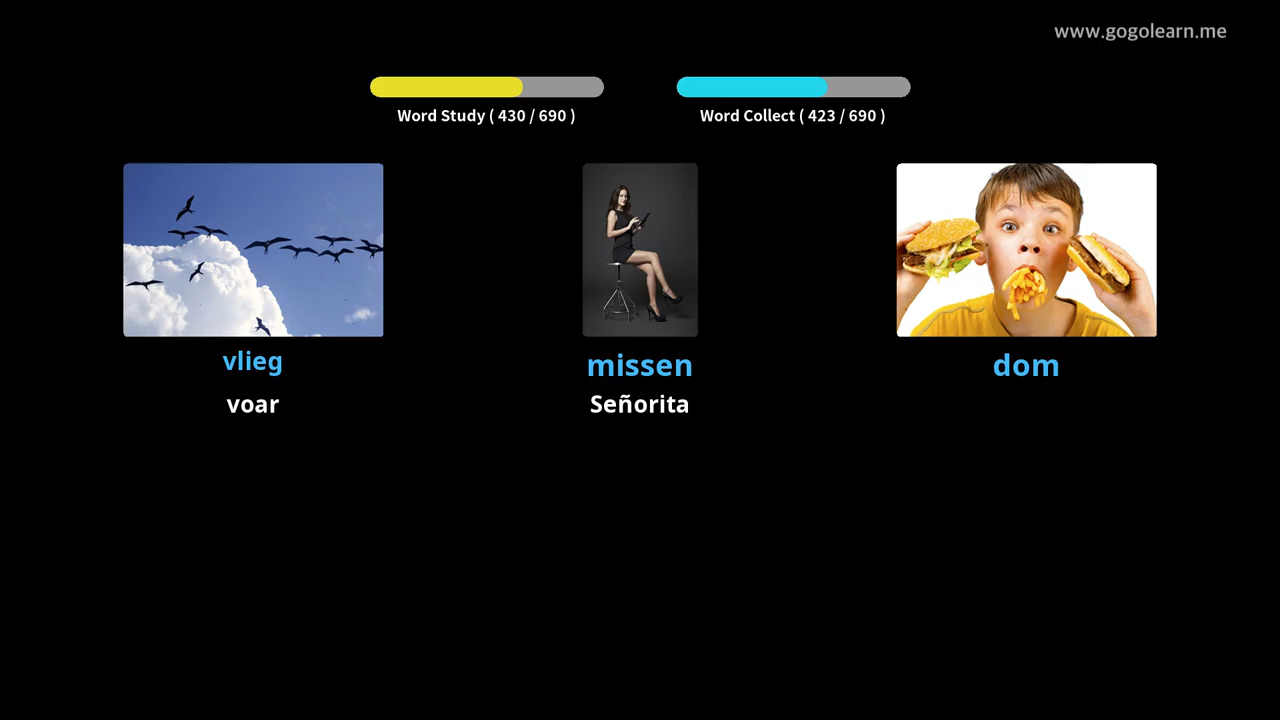 www.gogolearn.me
Word Study ( 430 / 690 )
Word Collect ( 423 / 690 )
vlieg
missen
dom
voar
Señorita